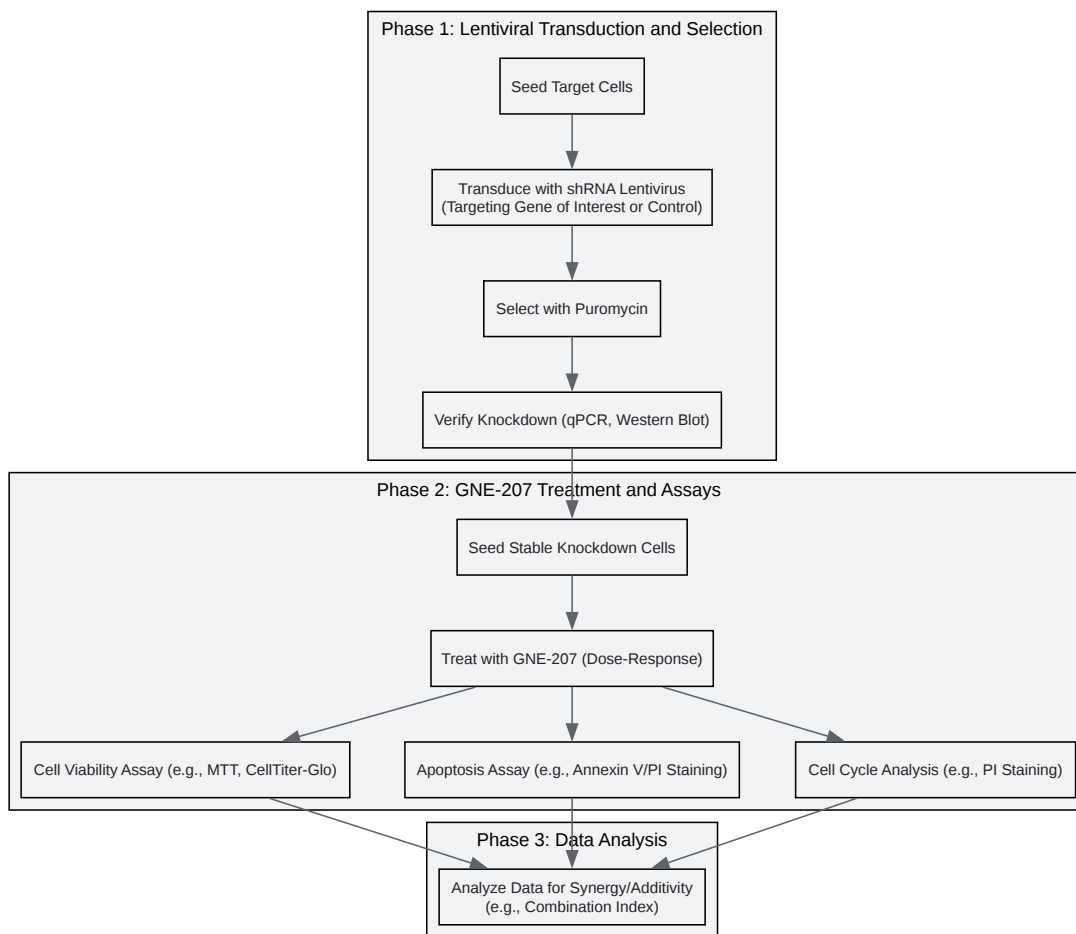 Phase 1: Lentiviral Transduction and Selection
Seed Target Cells
Transduce with shRNA Lentivirus
(Targeting Gene of Interest or Control)
Select with Puromycin
Verify Knockdown (qPCR, Western Blot)
Phase 2: GNE-207 Treatment and Assays
Seed Stable Knockdown Cells
Treat with GNE-207 (Dose-Response)
Cell Viability Assay (e.g., MTT, CellTiter-Glo)
Apoptosis Assay (e.g., Annexin V/PI Staining)
Cell Cycle Analysis (e.g., PI Staining)
Phase 3: Data Analysis
Analyze Data for Synergy/Additivity
(e.g., Combination Index)